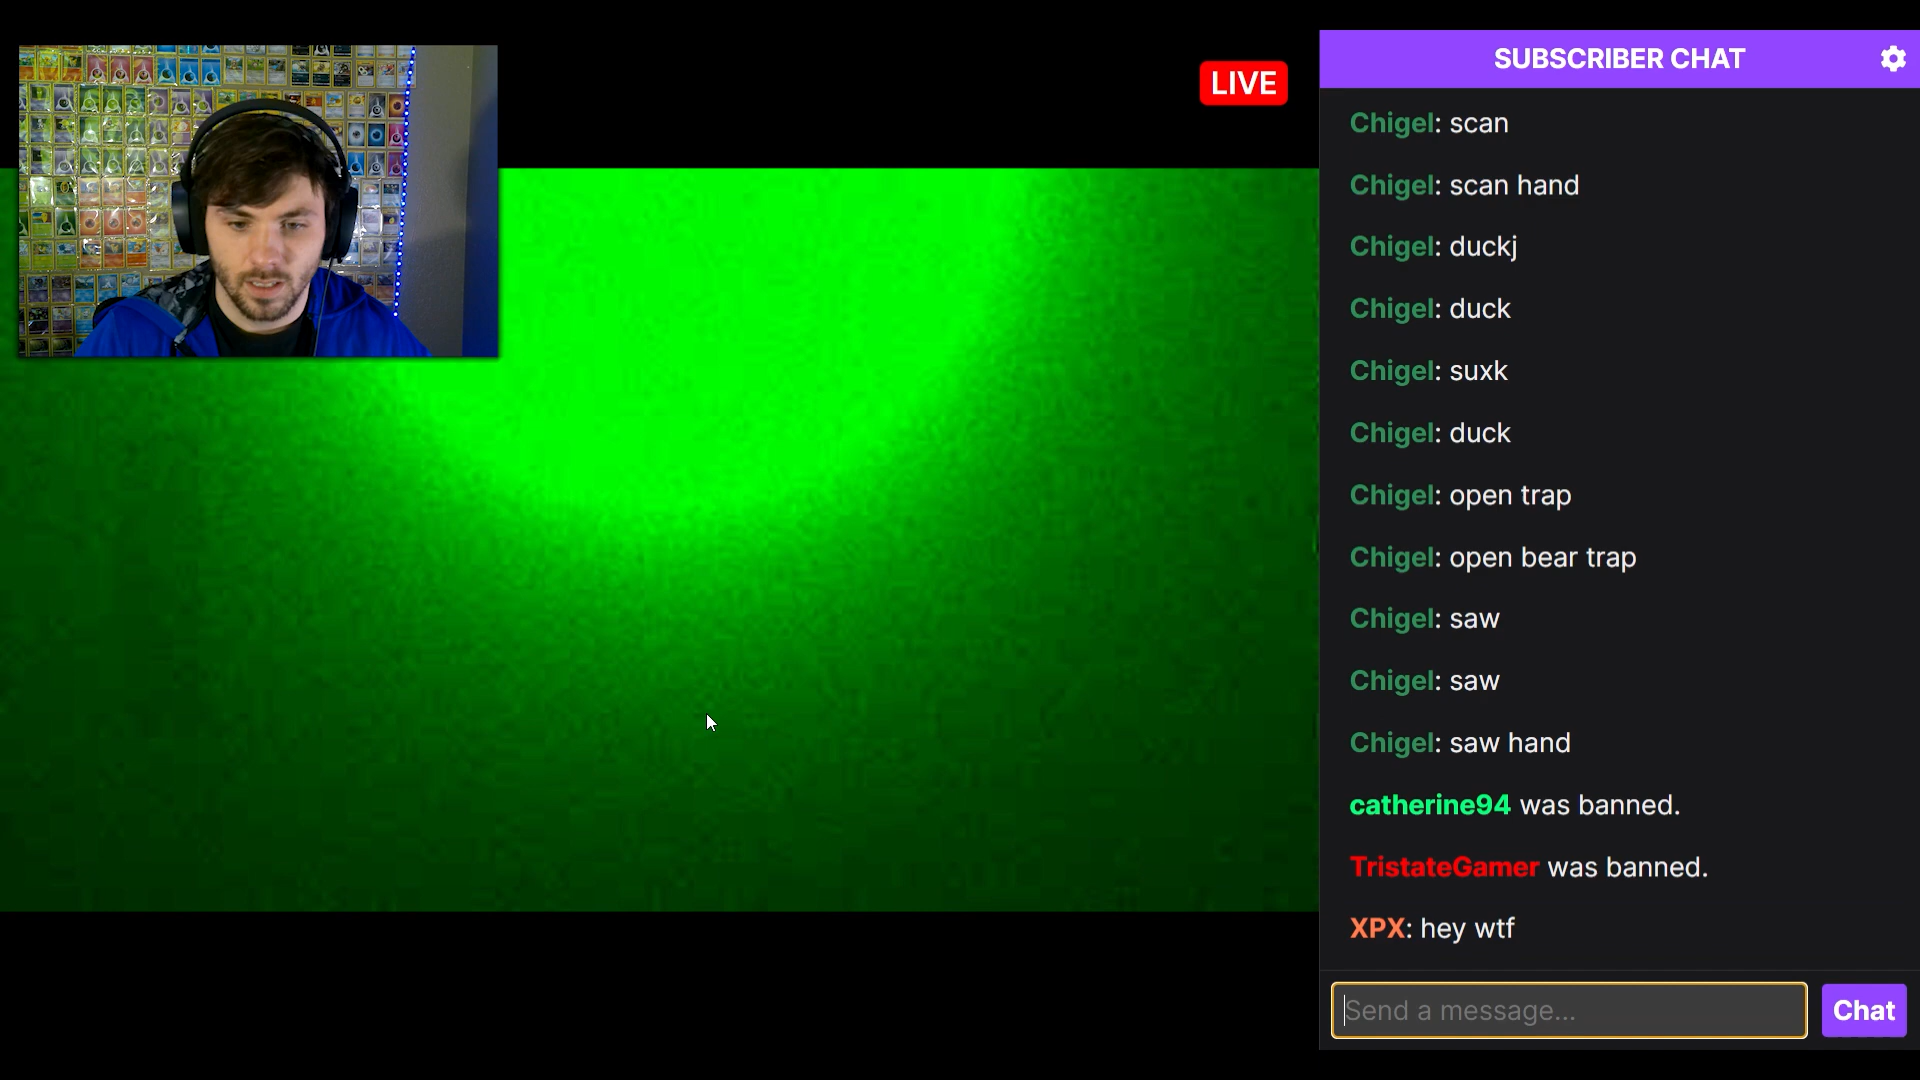 LIVE
SUBSCRIBER CHAT
Chigel: scan
Chigel: scan hand
Chigel: duckj
Chigel: duck
Chigel: suxk
Chigel: duck
Chigel: open trap
Chigel: open bear trap
Chigel: saw
Chigel: saw
Chigel: saw hand
catherine94 was banned.
TristateGamer was banned.
XPX: hey wtf
Send a message...
Chat